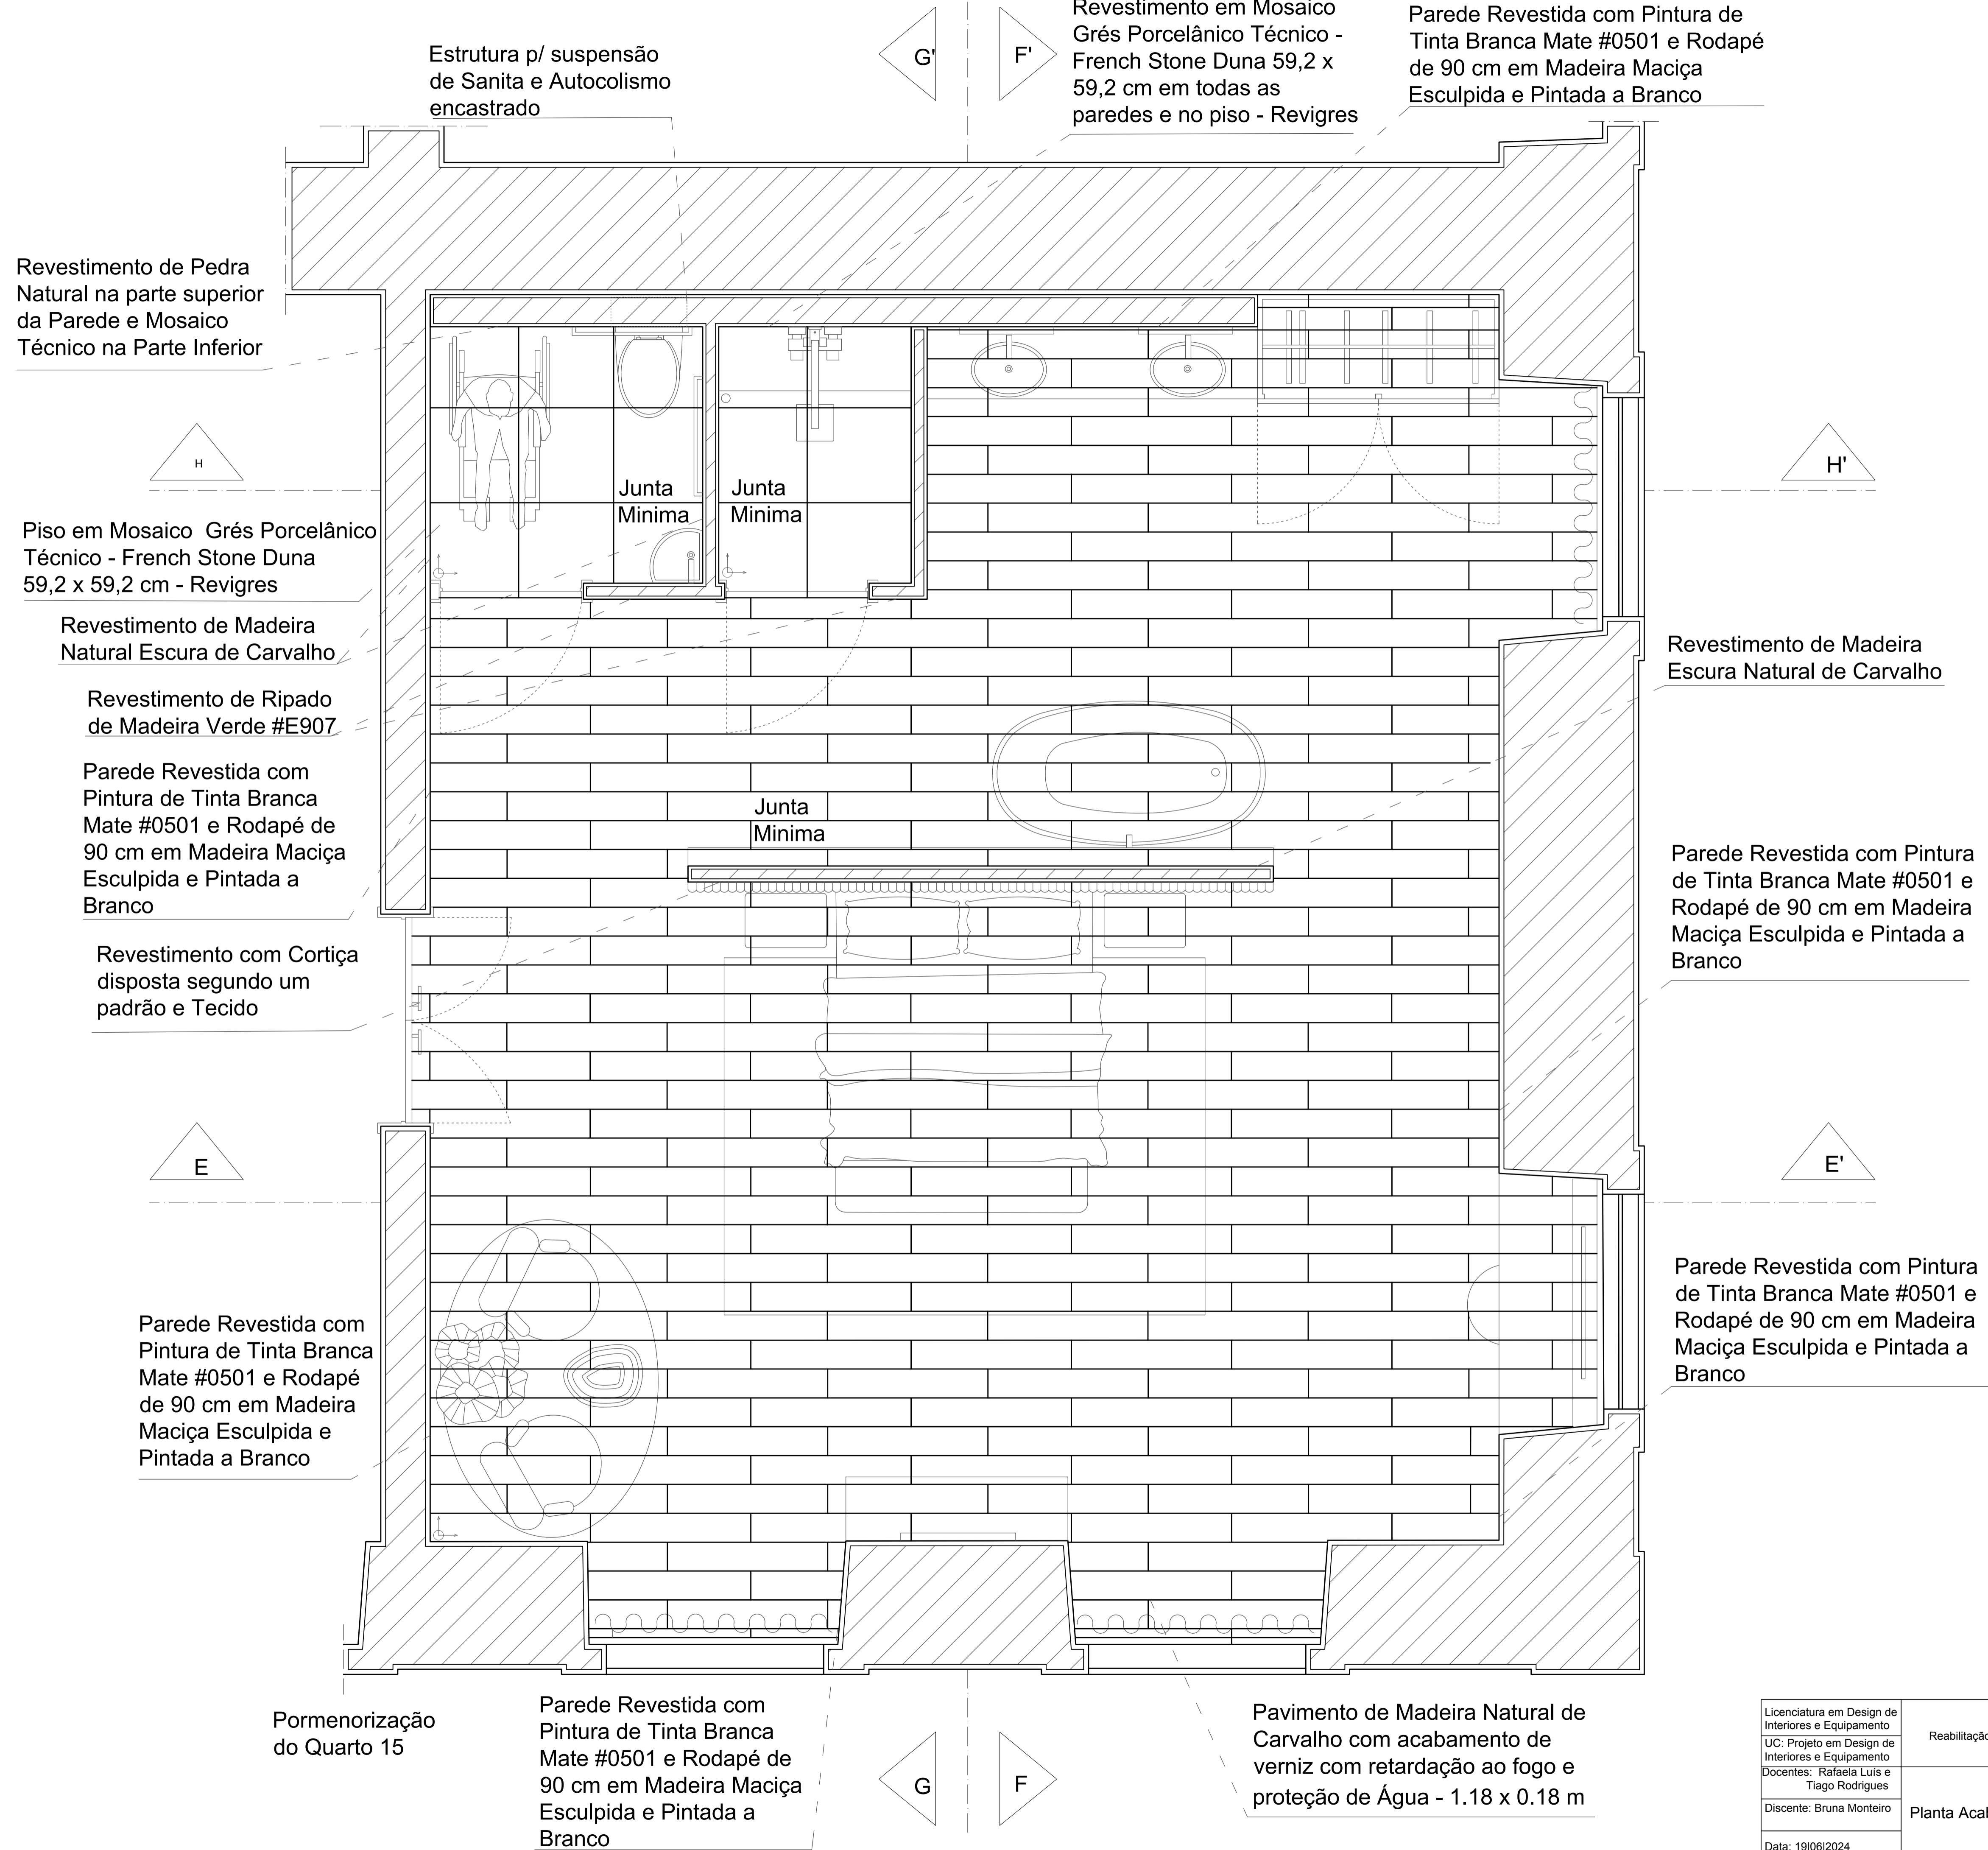 Estrutura p/ suspensão
de Sanita e Autocolismo
encastrado
G'
F'
Revestimento em Mosaico
Grés Porcelânico Técnico -
French Stone Duna 59,2 x
59,2 cm em todas as
paredes e no piso - Revigres
Parede Revestida com Pintura de
Tinta Branca Mate #0501 e Rodapé
de 90 cm em Madeira Maciça
Esculpida e Pintada a Branco
Revestimento de Pedra
Natural na parte superior
da Parede e Mosaico
Técnico na Parte Inferior
H
H'
Junta
Minima
Junta
Minima
Piso em Mosaico Grés Porcelânico
Técnico - French Stone Duna
59,2 x 59,2 cm - Revigres
Revestimento de Madeira
Natural Escura de Carvalho
Revestimento de Madeira
Escura Natural de Carvalho
Revestimento de Ripado
de Madeira Verde #E907
Parede Revestida com
Pintura de Tinta Branca
Mate #0501 e Rodapé de
90 cm em Madeira Maciça
Esculpida e Pintada a
Branco
Junta
Minima
Parede Revestida com Pintura
de Tinta Branca Mate #0501 e
Rodapé de 90 cm em Madeira
Maciça Esculpida e Pintada a
Branco
Revestimento com Cortiça
disposta segundo um
padrão e Tecido
E
E'
Parede Revestida com
Pintura de Tinta Branca
Mate #0501 e Rodapé
de 90 cm em Madeira
Maciça Esculpida e
Pintada a Branco
Parede Revestida com Pintura
de Tinta Branca Mate #0501 e
Rodapé de 90 cm em Madeira
Maciça Esculpida e Pintada a
Branco
Pormenorização
do Quarto 15
Parede Revestida com
Pintura de Tinta Branca
Mate #0501 e Rodapé de
90 cm em Madeira Maciça
Esculpida e Pintada a
Branco
G
F
Pavimento de Madeira Natural de
Carvalho com acabamento de
verniz com retardação ao fogo e
proteção de Água - 1.18 x 0.18 m
Licenciatura em Design de
Interiores e Equipamento
UC: Projeto em Design de
Interiores e Equipamento
Docentes: Rafaela Luís e
Tiago Rodrigues
Discente: Bruna Monteiro
Data: 19|06|2024
Reabilitação
Planta